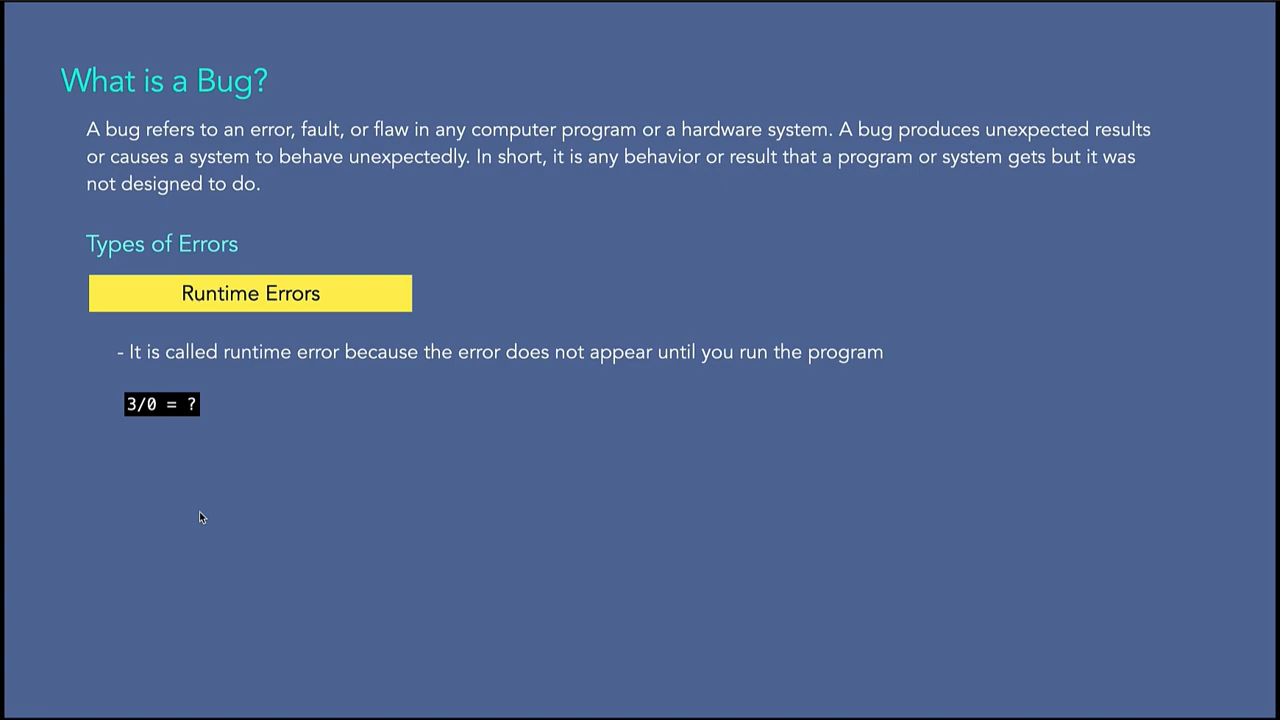 What is a Bug?
A bug refers to an error, fault, or flaw in any computer program or a hardware system. A bug produces unexpected results
or causes a system to behave unexpectedly. In short, it is any behavior or result that a program or system gets but it was
not designed to do.
Types of Errors
Runtime Errors
- It is called runtime error because the error does not appear until you run the program
3/0 = ?